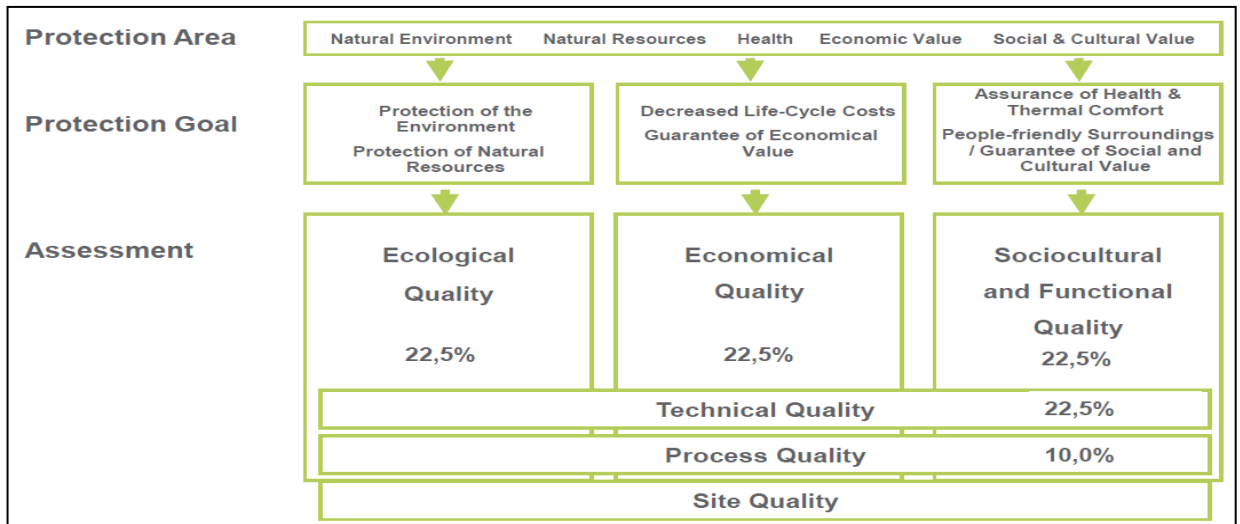 Protection Area
Natural Environment Natural Resources Health Economic Value Social & Cultural Value
Protection Goal
Protection of the
Environment
Protection of Natural
Resources
Decreased Life-Cycle Costs
Guarantee of Economical
Value
Assurance of Health &
Thermal Comfort
People-friendly Surroundings
/ Guarantee of Social and
Cultural Value
Assessment
Ecological
Quality
22,5%
Economical
Quality
22,5%
Sociocultural
and Functional
Quality
22,5%
Technical Quality 22,5%
Process Quality 10,0%
Site Quality